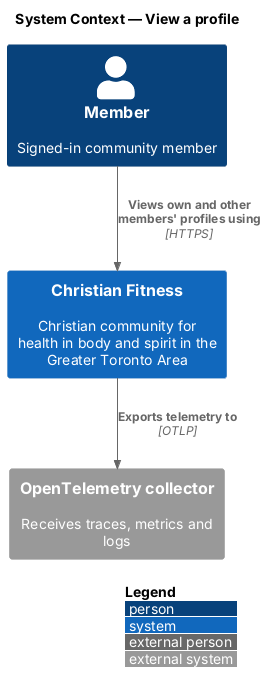 System Context — View a profile
Member
Signed-in community member
Views own and other
members' profiles using
[HTTPS]
Christian Fitness
Christian community for
health in body and spirit in the
Greater Toronto Area
Exports telemetry to
[OTLP]
OpenTelemetry collector
Receives traces, metrics and
logs
Legend
person
system
external person
external system